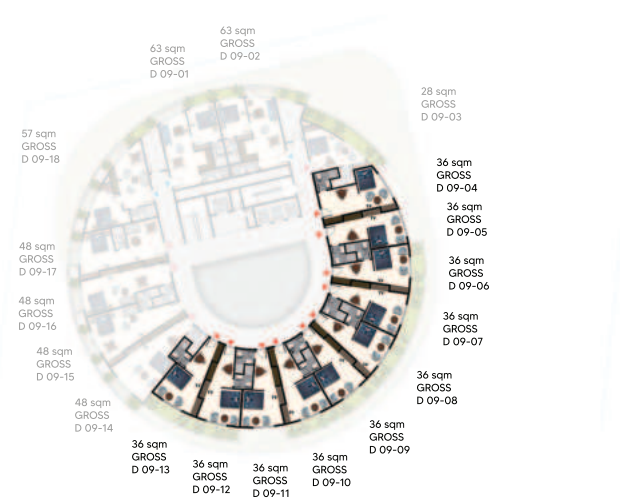 63 sqm
GROSS
D 09-02
63 sqm
GROSS
D 09-01
28 sqm
GROSS
D 09-03
57 sqm
GROSS
D 09-18
36 sqm
GROSS
D 09-04
36 sqm
GROSS
D 09-05
48 sqm
GROSS
D 09-17
36 sqm
GROSS
D 09-06
48 sqm
GROSS
D 09-16
36 sqm
GROSS
D 09-07
48 sqm
GROSS
D 09-15
36 sqm
GROSS
D 09-08
48 sqm
GROSS
D 09-14
36 sqm
GROSS
D 09-09
36 sqm
GROSS
D 09-13
36 sqm
GROSS
D 09-12
36 sqm
GROSS
D 09-11
36 sqm
GROSS
D 09-10